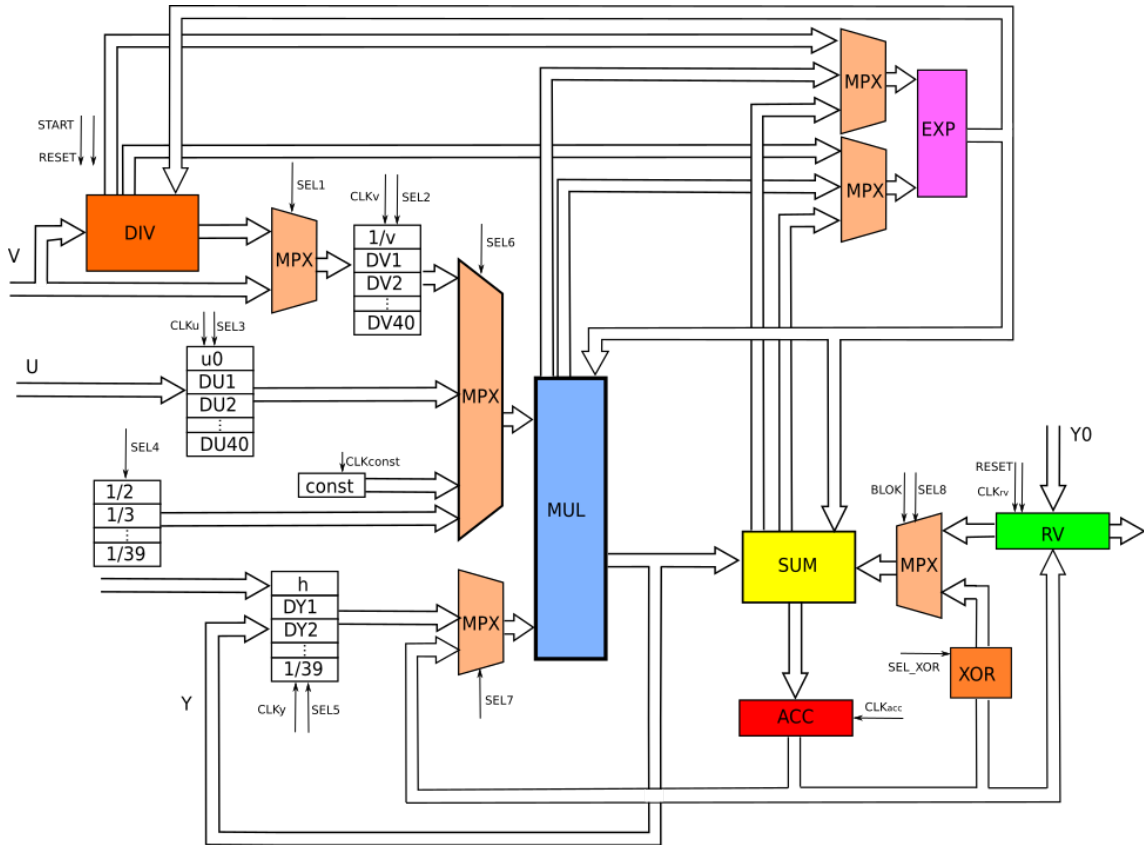 MPX
EXP
START
RESET
MPX
SEL1
CLKv
SEL2
DIV
1/v
SEL6
V
MPX
DV1
DV2
⋮
DV40
CLKu
SEL3
u0
U
DU1
MPX
DU2
⋮
DU40
SEL4
Y0
CLKconst
1/2
const
BLOK
SEL8
RESET
CLKrv
1/3
MUL
⋮
RV
1/39
SUM
MPX
h
DY1
DY2
MPX
⋮
1/39
SEL_XOR
XOR
Y
CLKy
SEL5
SEL7
ACC
CLKacc